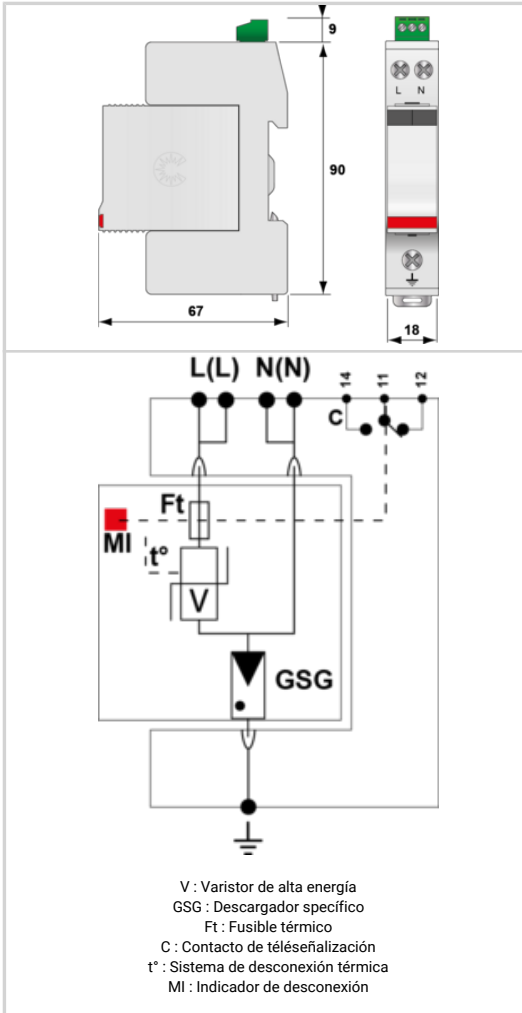 9
L N
90
67
18
L(L) N(N)
14 11 12
C
Ft
MI
t°
V
GSG
V : Varistor de alta energía
GSG : Descargador específico
Ft : Fusible térmico
C : Contacto de téléseñalización
t° : Sistema de desconexión térmica
MI : Indicador de desconexión